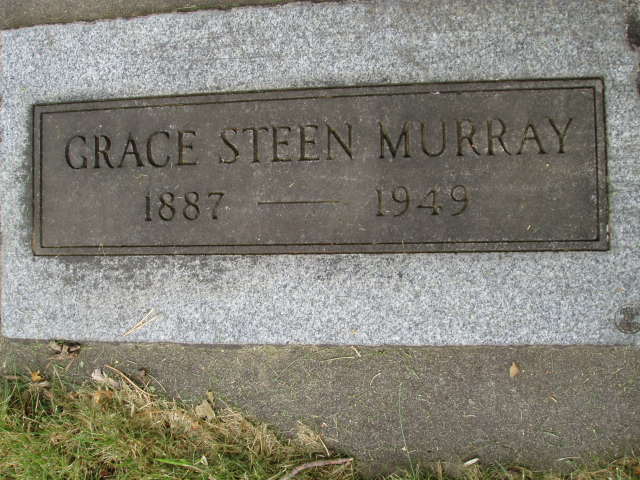 GRACE STEEN MURRAY
1887 — 1949